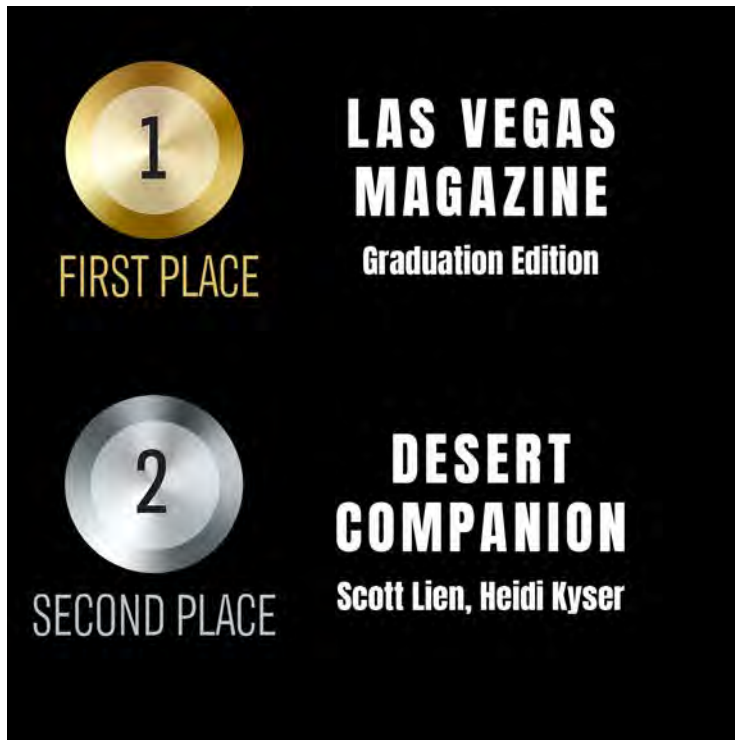 1
FIRST PLACE
LAS VEGAS
MAGAZINE
Graduation Edition
2
SECOND PLACE
DESERT
COMPANION
Scott Lien, Heidi Kyser